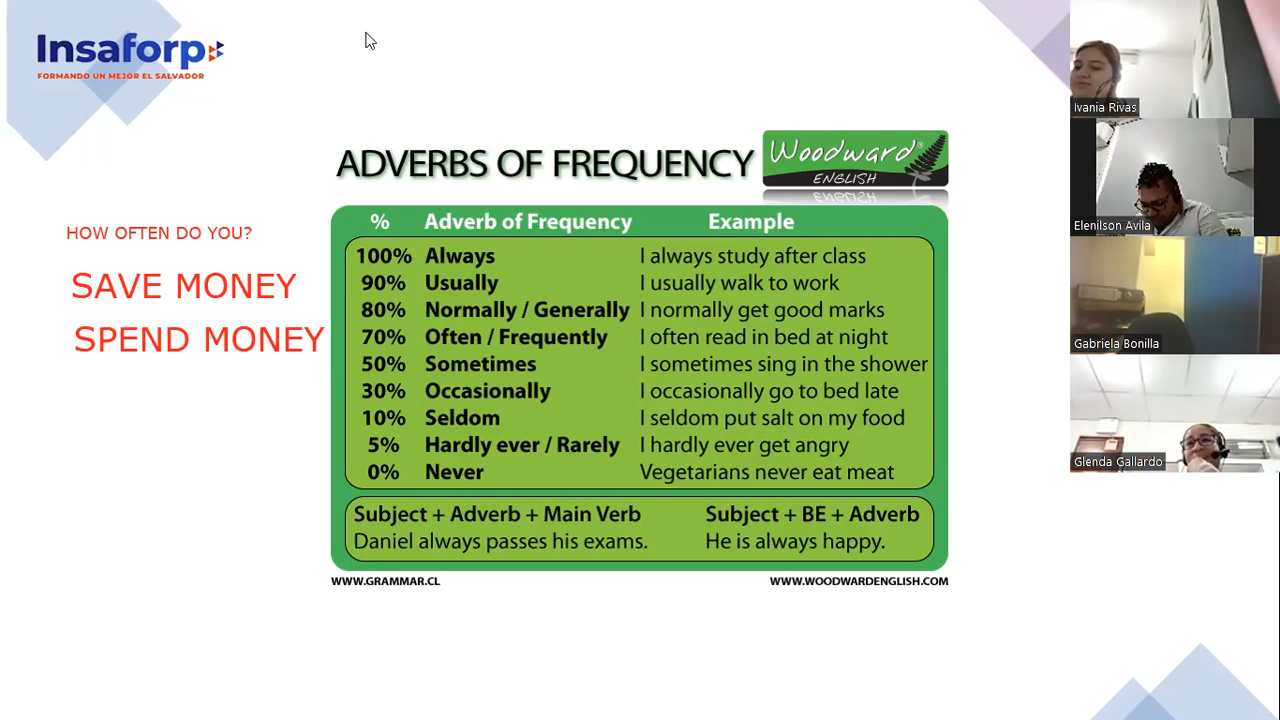 Insaforp
FORMANDO UN MEJOR EL SALVADOR
HOW OFTEN DO YOU?
SAVE MONEY
SPEND MONEY
ADVERBS OF FREQUENCY
Woodward®
ENGLISH
% Adverb of Frequency Example
100% Always I always study after class
90% Usually I usually walk to work
80% Normally / Generally I normally get good marks
70% Often / Frequently I often read in bed at night
50% Sometimes I sometimes sing in the shower
30% Occasionally I occasionally go to bed late
10% Seldom I seldom put salt on my food
5% Hardly ever / Rarely I hardly ever get angry
0% Never Vegetarians never eat meat
Subject + Adverb + Main Verb Subject + BE + Adverb
Daniel always passes his exams. He is always happy.
WWW.GRAMMAR.CL WWW.WOODWARDENGLISH.COM
Ivania Rivas
Elenilson Avila
Gabriela Bonilla
Glenda Gallardo